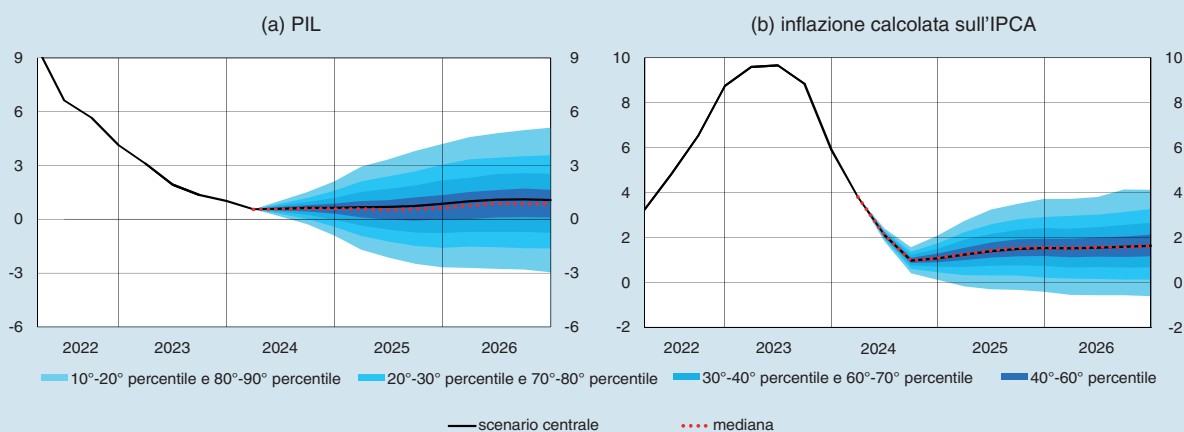 (a) PIL
9 9
6 6
3 3
0 0
-3 -3
-6 -6
2022 2023 2024 2025 2026
(b) inflazione calcolata sull'IPCA
10 10
8 8
6 6
4 4
2 2
0 0
-2 -2
2022 2023 2024 2025 2026
10°-20° percentile e 80°-90° percentile 20°-30° percentile e 70°-80° percentile 30°-40° percentile e 60°-70° percentile 40°-60° percentile
scenario centrale mediana